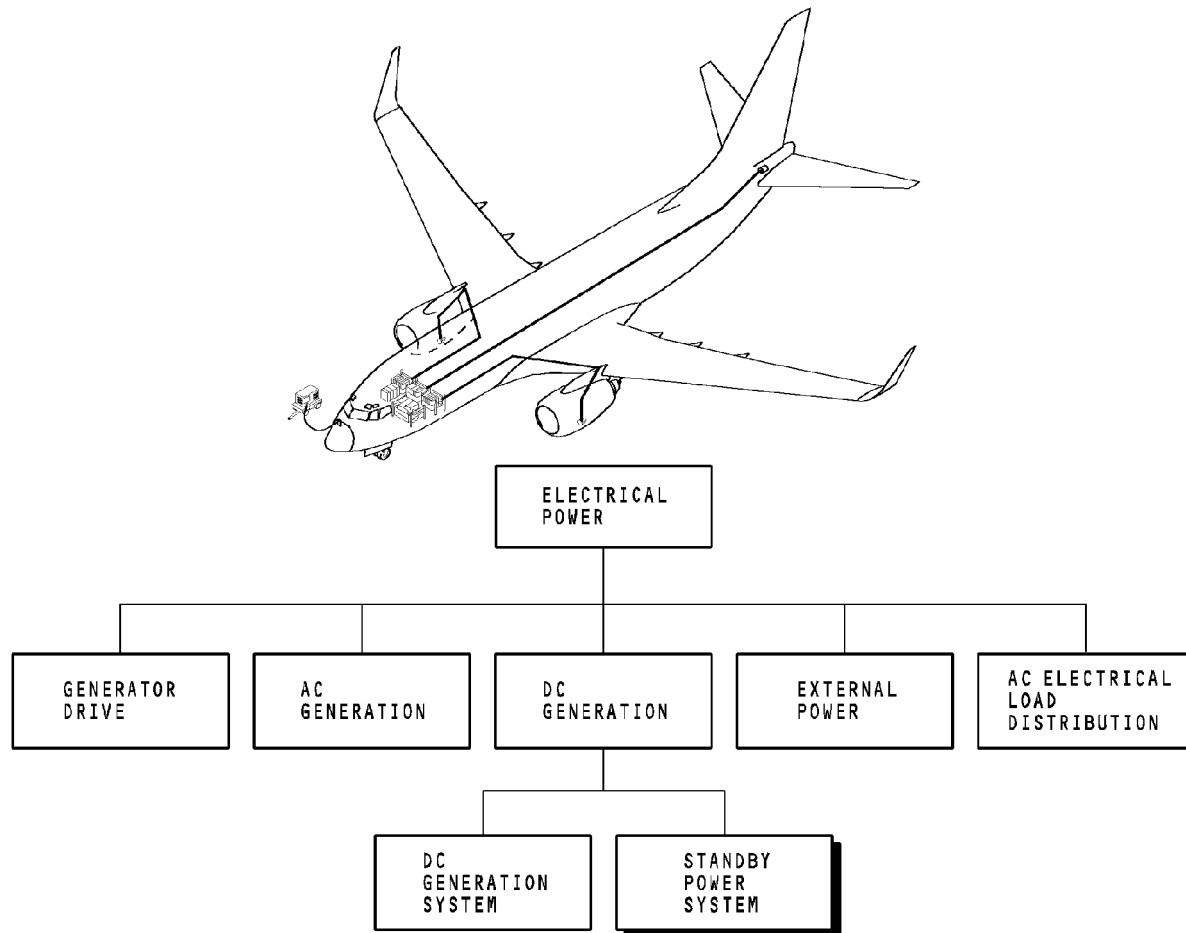 ELECTRICAL
POWER
GENERATOR
DRIVE
AC
GENERATION
DC
GENERATION
EXTERNAL
POWER
AC ELECTRICAL
LOAD
DISTRIBUTION
DC
GENERATION
SYSTEM
STANDBY
POWER
SYSTEM